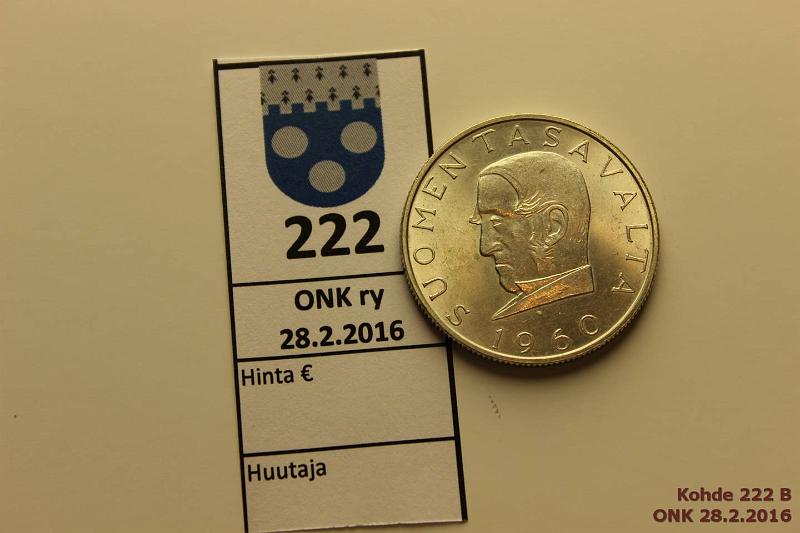 222
ONK ry
28.2.2016
Hinta €
Huutaja
SUOMEN TASAVALTA
1960
Kohde 222 B
ONK 28.2.2016